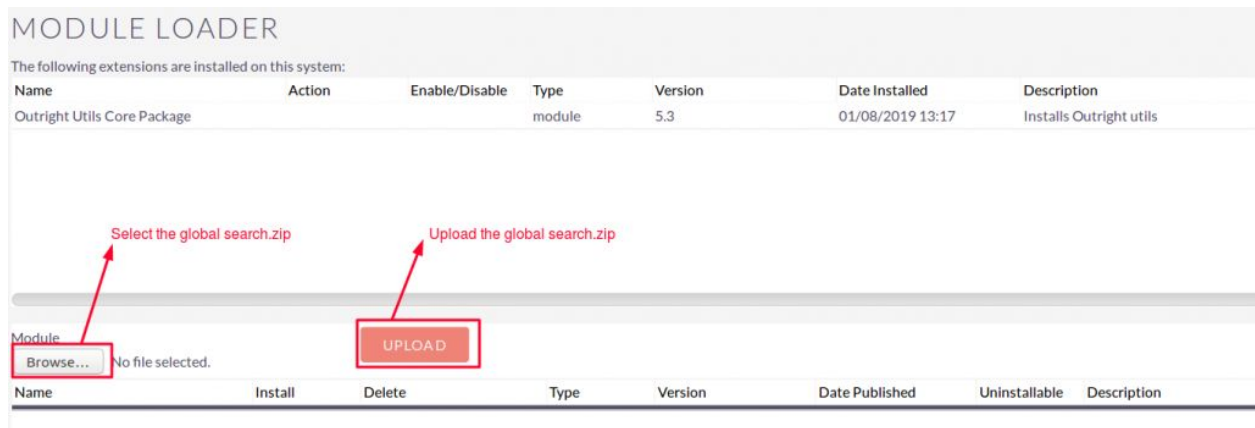 MODULE LOADER
The following extensions are installed on this system:
Name Action Enable/Disable Type Version Date Installed Description
Outright Utils Core Package module 5.3 01/08/2019 13:17 Installs Outright utils
Select the global search.zip Upload the global search.zip
Module
UPLOAD
Browse... No file selected.
Name Install Delete Type Version Date Published Uninstallable Description